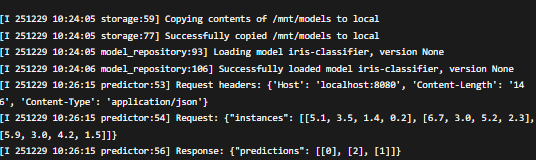 [I 251229 10:24:05 storage:59] Copying contents of /mnt/models to local
[I 251229 10:24:05 storage:77] Successfully copied /mnt/models to local
[I 251229 10:24:05 model_repository:93] Loading model iris-classifier, version None
[I 251229 10:24:06 model_repository:106] Successfully loaded model iris-classifier, version None
[I 251229 10:26:15 predictor:53] Request headers: {'Host': 'localhost:8080', 'Content-Length': '14
6', 'Content-Type': 'application/json'}
[I 251229 10:26:15 predictor:54] Request: {"instances": [[5.1, 3.5, 1.4, 0.2], [6.7, 3.0, 5.2, 2.3],
[5.9, 3.0, 4.2, 1.5]]}
[I 251229 10:26:15 predictor:56] Response: {"predictions": [[0], [2], [1]]}